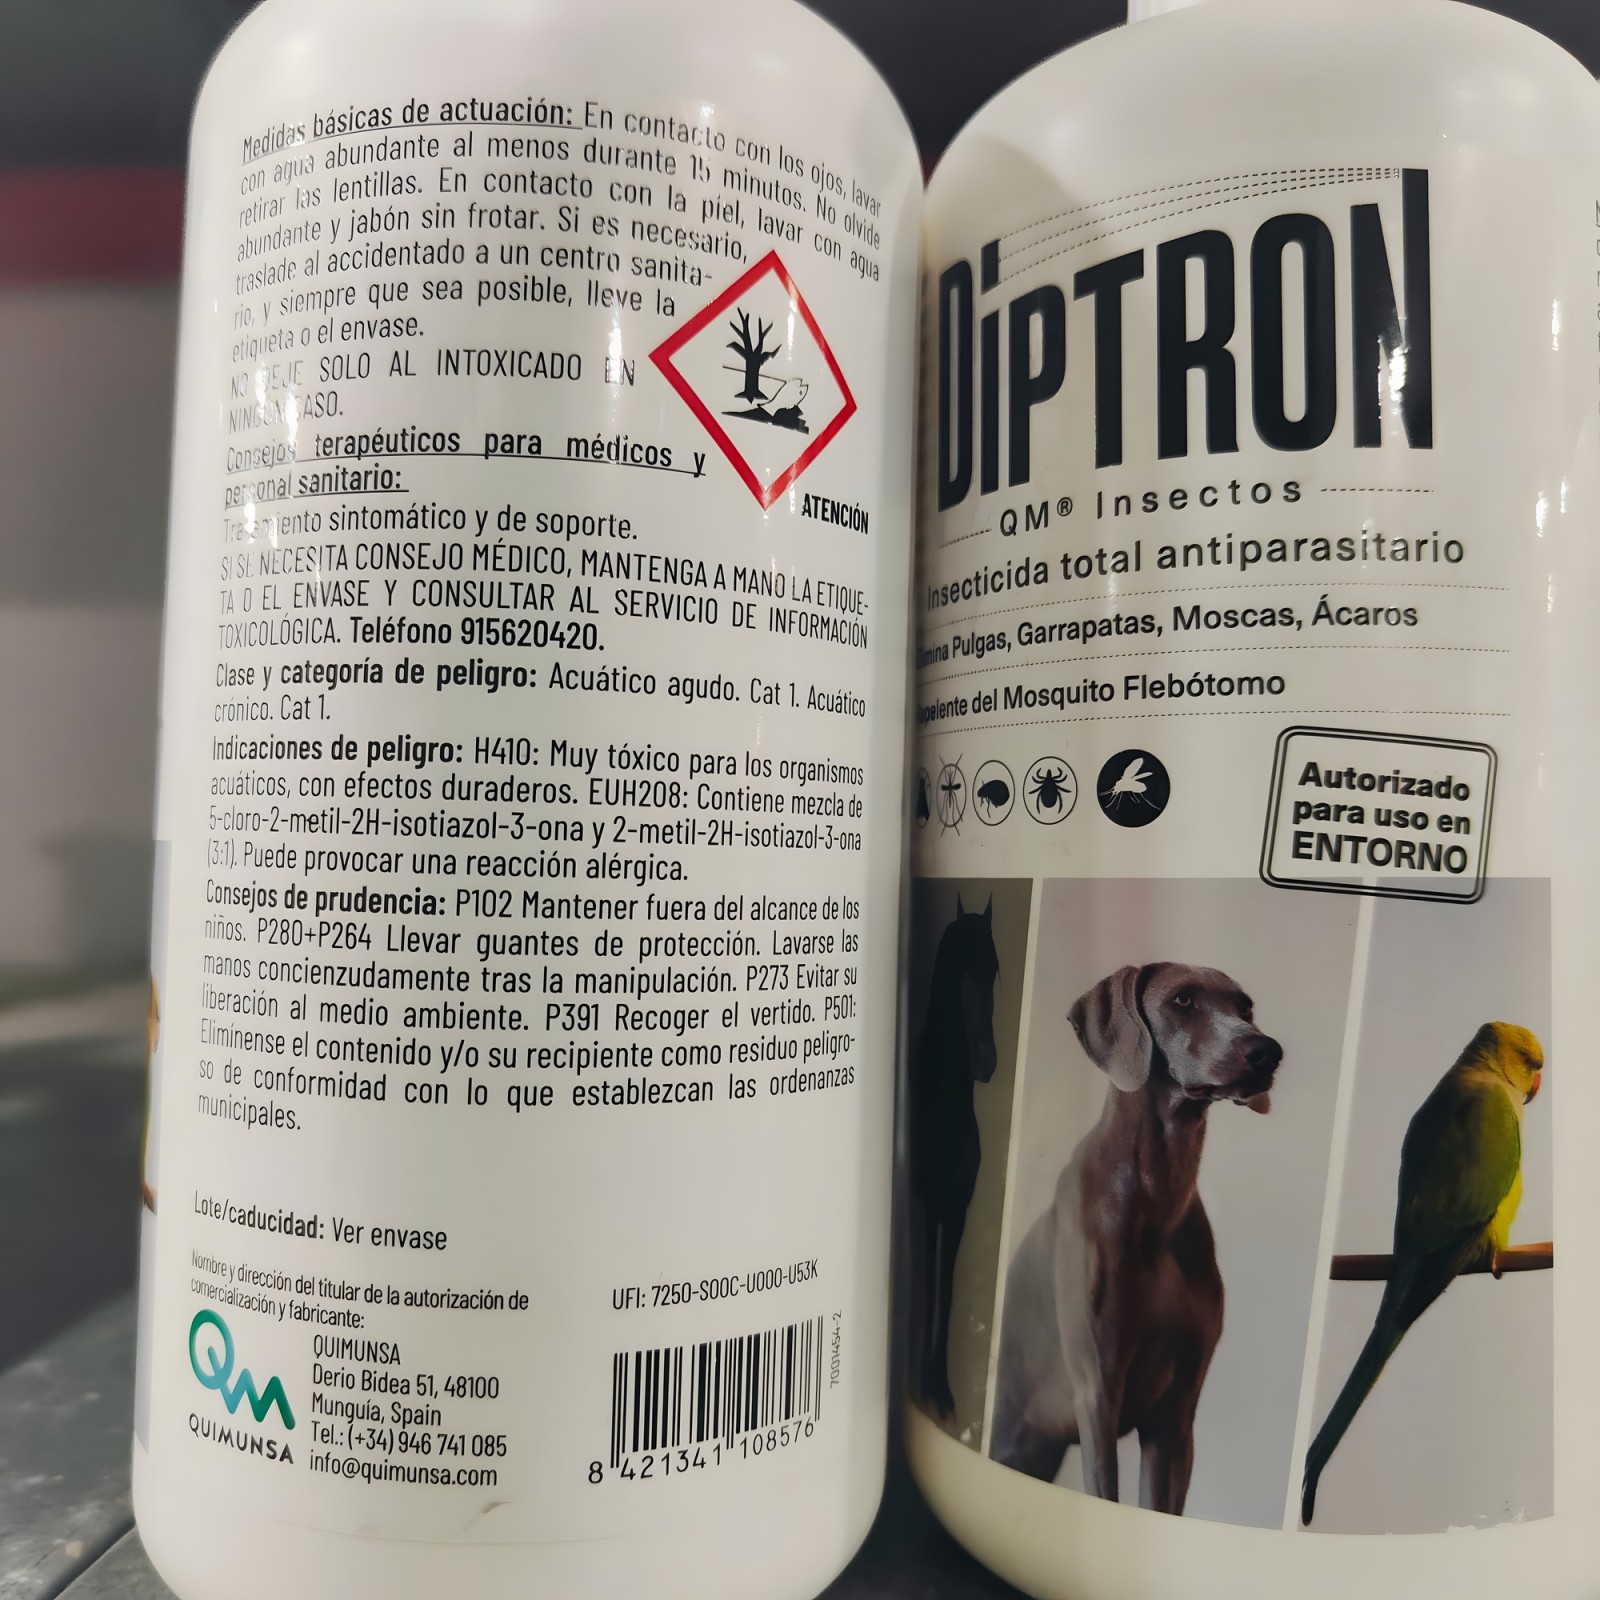 Medidas básicas de actuación: En contacto con los ojos, lavar
con agua abundante al menos durante 15 minutos. No olvide
retirar las lentillas. En contacto con la piel, lavar con agua
abundante y jabón sin frotar. Si es necesario,
traslade al accidentado a un centro sanita-
rio, y siempre que sea posible, lleve la
etiqueta o el envase.
NO DEJE SOLO AL INTOXICADO EN
NINGÚN CASO.
Consejos terapéuticos para médicos y
personal sanitario:
Tratamiento sintomático y de soporte.
SI SE NECESITA CONSEJO MÉDICO, MANTENGA A MANO LA ETIQUE-
TA O EL ENVASE Y CONSULTAR AL SERVICIO DE INFORMACIÓN
TOXICOLÓGICA. Teléfono 915620420.
ATENCIÓN
Clase y categoría de peligro: Acuático agudo. Cat 1. Acuático
crónico. Cat 1.
Indicaciones de peligro: H410: Muy tóxico para los organismos
acuáticos, con efectos duraderos. EUH208: Contiene mezcla de
5-cloro-2-metil-2H-isotiazol-3-ona y 2-metil-2H-isotiazol-3-ona
(3:1). Puede provocar una reacción alérgica.
Consejos de prudencia: P102 Mantener fuera del alcance de los
niños. P280+P264 Llevar guantes de protección. Lavarse las
manos concienzudamente tras la manipulación. P273 Evitar su
liberación al medio ambiente. P391 Recoger el vertido. P501:
Elimínense el contenido y/o su recipiente como residuo peligro-
so de conformidad con lo que establezcan las ordenanzas
municipales.
Lote/caducidad: Ver envase
Nombre y dirección del titular de la autorización de
comercialización y fabricante:
QM
QUIMUNSA
QUIMUNSA
Derio Bidea 51, 48100
Munguía, Spain
Tel.: (+34) 946 741 085
info@quimunsa.com
UFI: 7250-S00C-U000-U53K
7001454-2
8 421341 108576
DiPTRON
QM® Insectos
Insecticida total antiparasitario
Elimina Pulgas, Garrapatas, Moscas, Ácaros
Repelente del Mosquito Flebótomo
Autorizado
para uso en
ENTORNO